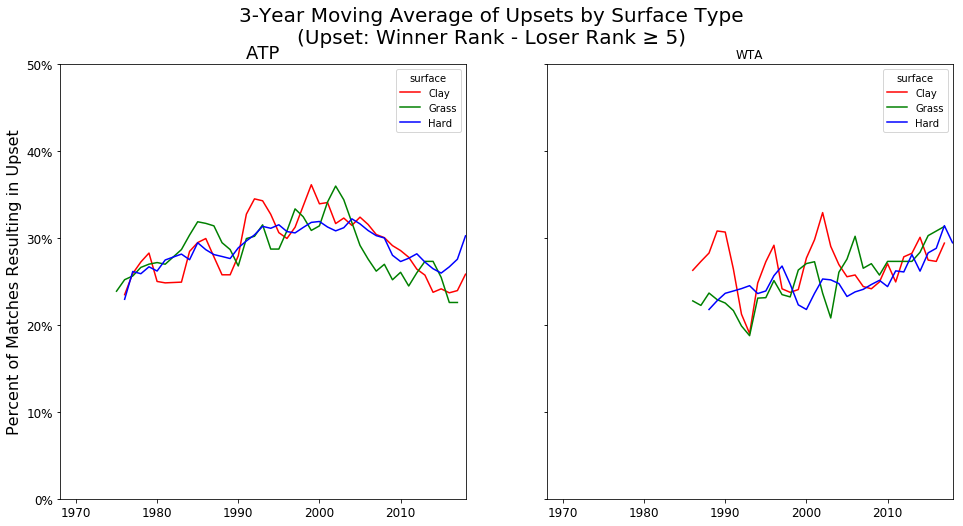 3-Year Moving Average of Upsets by Surface Type
(Upset: Winner Rank - Loser Rank ≥ 5)
ATP
WTA
Percent of Matches Resulting in Upset
50%
40%
30%
20%
10%
0%
surface
Clay
Grass
Hard
1970 1980 1990 2000 2010
surface
Clay
Grass
Hard
1970 1980 1990 2000 2010